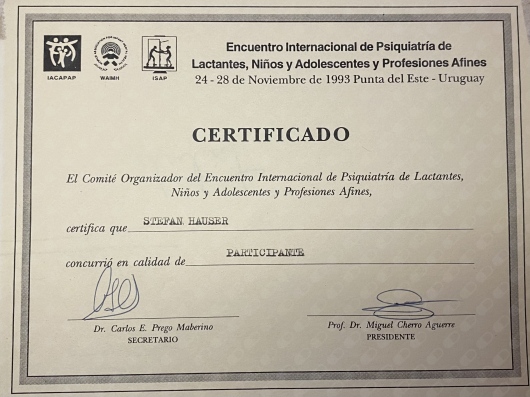 IACAPAP
WAIMH
ISAP
Encuentro Internacional de Psiquiatría de
Lactantes, Niños y Adolescentes y Profesiones Afines
24 - 28 de Noviembre de 1993 Punta del Este - Uruguay
CERTIFICADO
El Comité Organizador del Encuentro Internacional de Psiquiatría de Lactantes,
Niños y Adolescentes y Profesiones Afines,
certifica que STEFAN HAUSER
concurrió en calidad de PARTICIPANTE
Dr. Carlos E. Prego Maberino
SECRETARIO
Prof. Dr. Miguel Cherro Aguerre
PRESIDENTE